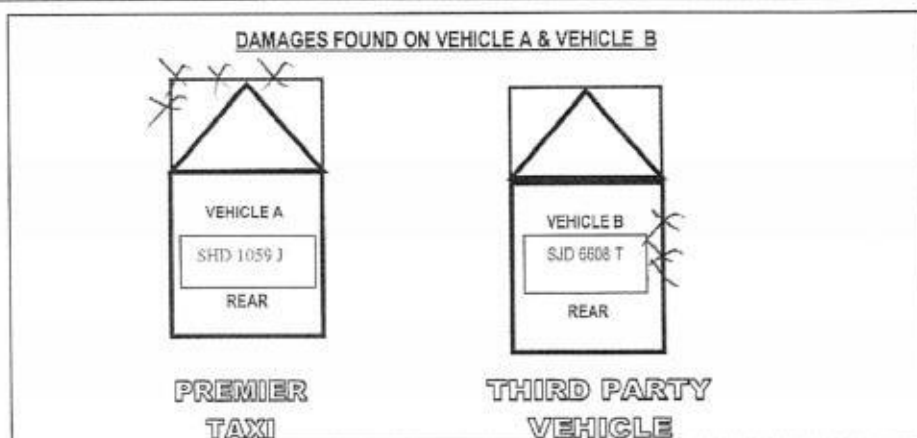 DAMAGES FOUND ON VEHICLE A & VEHICLE B
VEHICLE A
SHD 1059 J
REAR
PREMIER
TAXI
VEHICLE B
SJD 6608 T
REAR
THIRD PARTY
VEHICLE